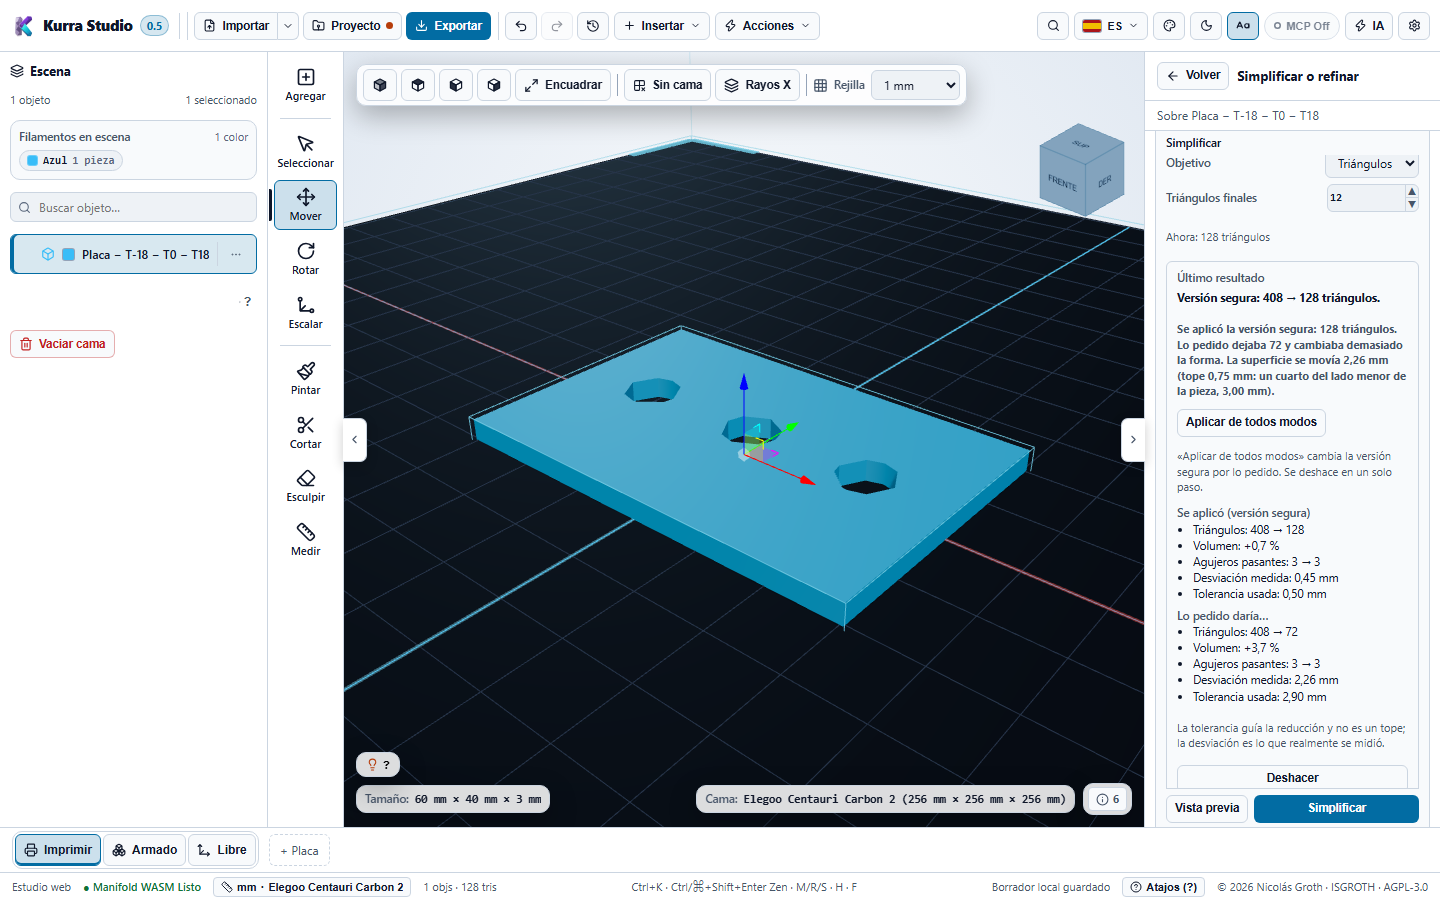 Kurra Studio 0.5
Importar
Proyecto
Exportar
Insertar
Acciones
ES
MCP Off
IA
Escena
1 objeto
1 seleccionado
Filamentos en escena
1 color
Azul 1 pieza
Buscar objeto...
Placa – T-18 – T0 – T18
?
Vaciar cama
Agregar
Seleccionar
Mover
Rotar
Escalar
Pintar
Cortar
Esculpir
Medir
Encuadrar
Sin cama
Rayos X
Rejilla
1 mm
SUP
FRENTE
DER
?
Tamaño: 60 mm × 40 mm × 3 mm
Cama: Elegoo Centauri Carbon 2 (256 mm × 256 mm × 256 mm)
6
Volver
Simplificar o refinar
Sobre Placa – T-18 – T0 – T18
Simplificar
Objetivo
Triángulos
Triángulos finales
12
Ahora: 128 triángulos
Último resultado
Versión segura: 408 → 128 triángulos.
Se aplicó la versión segura: 128 triángulos.
Lo pedido dejaba 72 y cambiaba demasiado
la forma. La superficie se movía 2,26 mm
(tope 0,75 mm: un cuarto del lado menor de
la pieza, 3,00 mm).
Aplicar de todos modos
«Aplicar de todos modos» cambia la versión
segura por lo pedido. Se deshace en un solo
paso.
Se aplicó (versión segura)
• Triángulos: 408 → 128
• Volumen: +0,7 %
• Agujeros pasantes: 3 → 3
• Desviación medida: 0,45 mm
• Tolerancia usada: 0,50 mm
Lo pedido daría...
• Triángulos: 408 → 72
• Volumen: +3,7 %
• Agujeros pasantes: 3 → 3
• Desviación medida: 2,26 mm
• Tolerancia usada: 2,90 mm
La tolerancia guía la reducción y no es un tope;
la desviación es lo que realmente se midió.
Deshacer
Vista previa
Simplificar
Imprimir
Armado
Libre
+ Placa
Estudio web
● Manifold WASM Listo
mm · Elegoo Centauri Carbon 2
1 objs · 128 tris
Ctrl+K · Ctrl/⌘+Shift+Enter Zen · M/R/S · H · F
Borrador local guardado
Atajos (?)
© 2026 Nicolás Groth · ISGROTH · AGPL-3.0